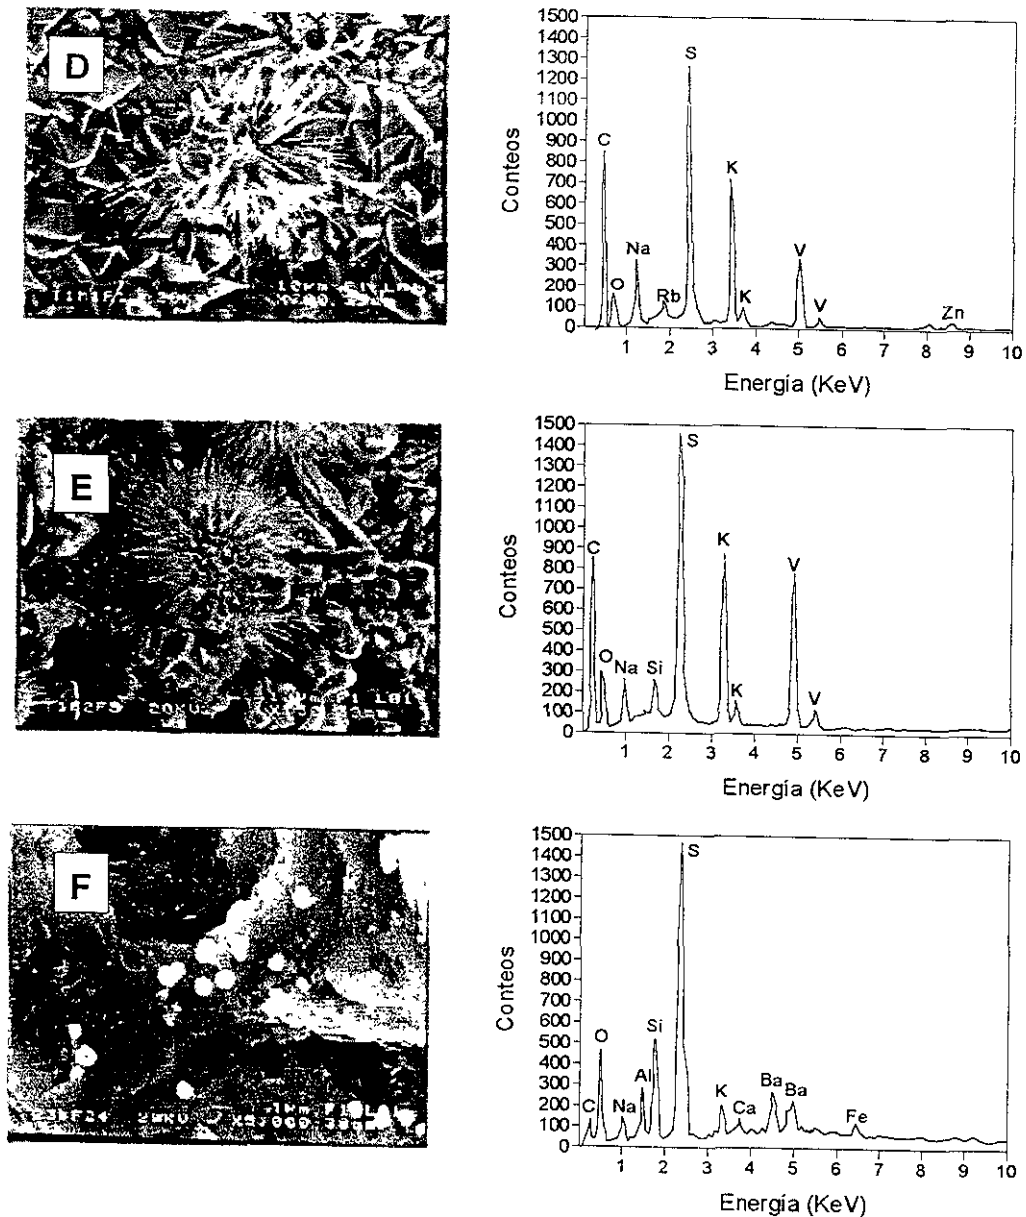 D
1500
1400
1300
1200
1100
1000
900
800
700
600
500
400
300
200
100
0
Conteos
C
O
Na
Rb
S
K
K
V
V
Zn
1 2 3 4 5 6 7 8 9 10
Energía (KeV)
E
1500
1400
1300
1200
1100
1000
900
800
700
600
500
400
300
200
100
0
Conteos
C
O
Na
Si
S
K
K
V
V
1 2 3 4 5 6 7 8 9 10
Energía (KeV)
F
1500
1400
1300
1200
1100
1000
900
800
700
600
500
400
300
200
100
0
Conteos
C
O
Na
Al
Si
S
K
Ca
Ba
Ba
Fe
1 2 3 4 5 6 7 8 9 10
Energía (KeV)